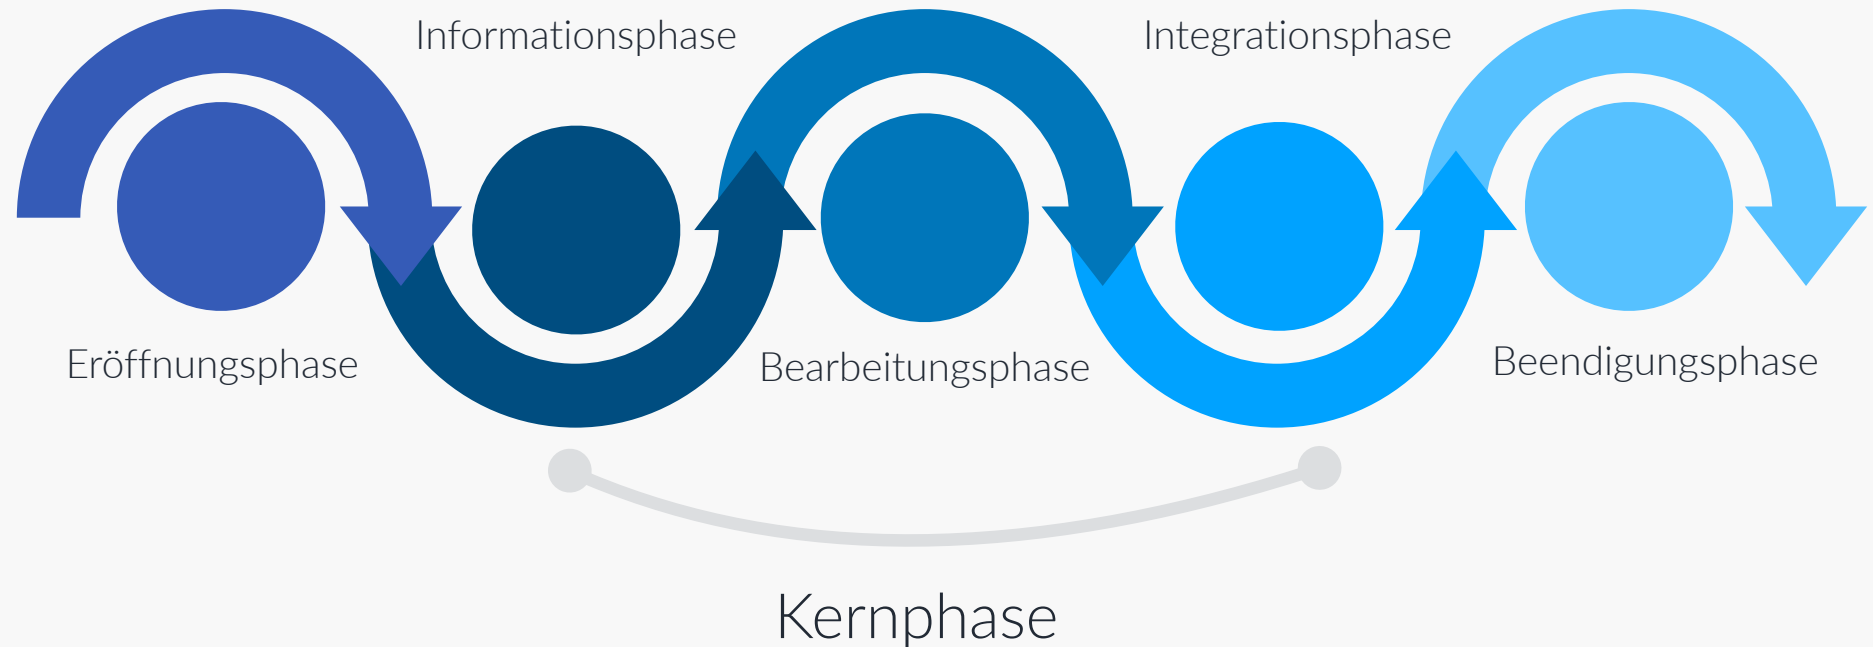 Informationsphase
Integrationsphase
Eröffnungsphase
Bearbeitungsphase
Beendigungsphase
Kernphase